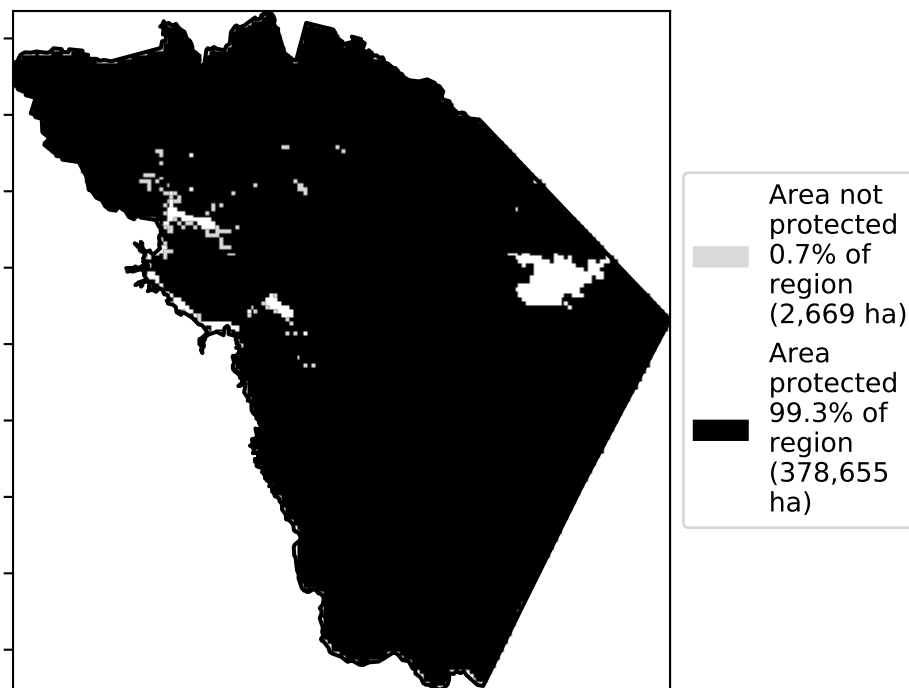 Area not
protected
0.7% of
region
(2,669 ha)
Area
protected
99.3% of
region
(378,655
ha)